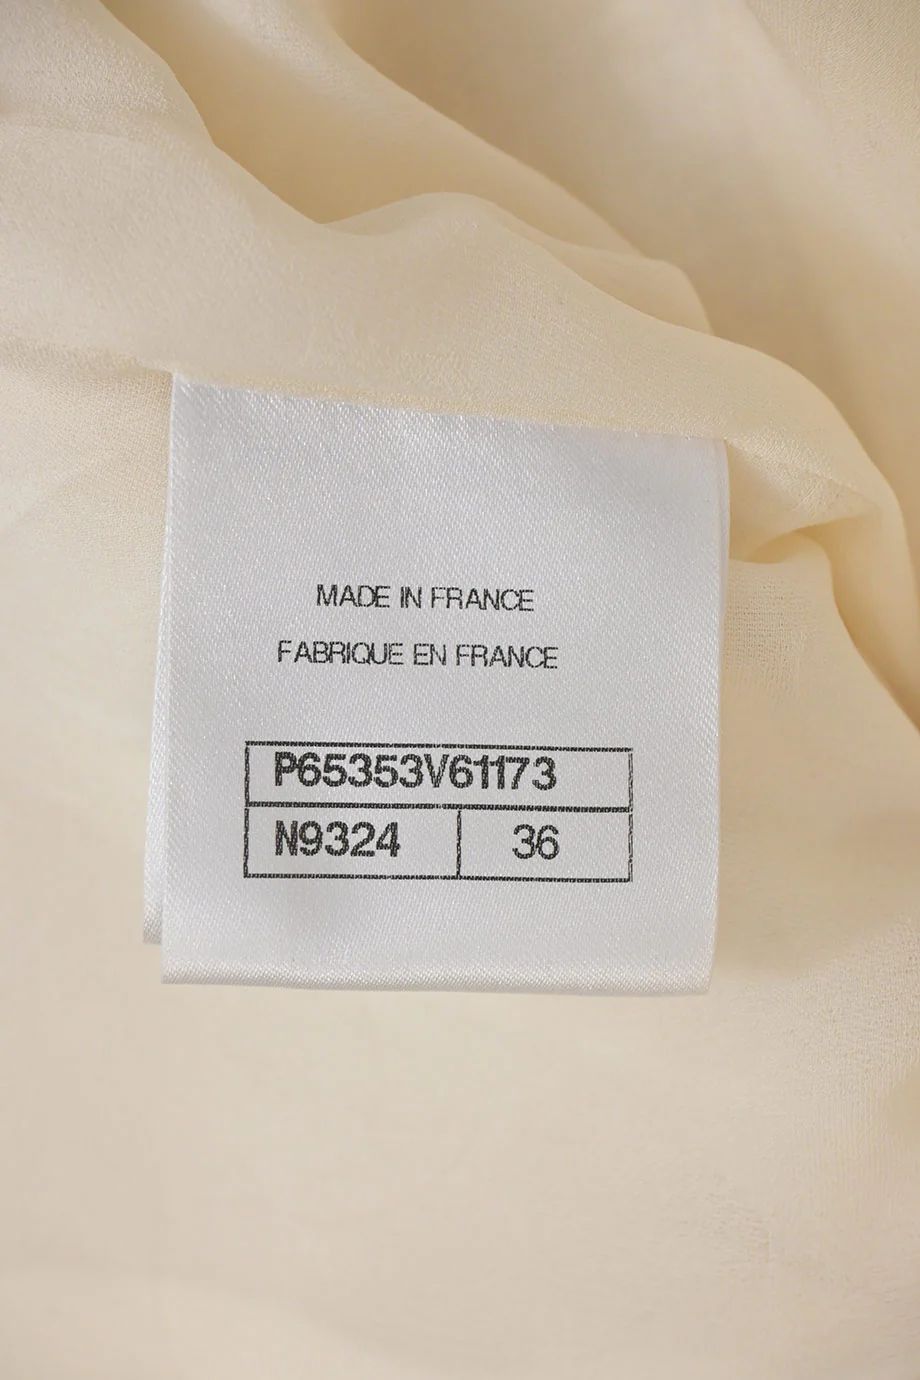 MADE IN FRANCE
FABRIQUE EN FRANCE
P65353V61173
N9324 36